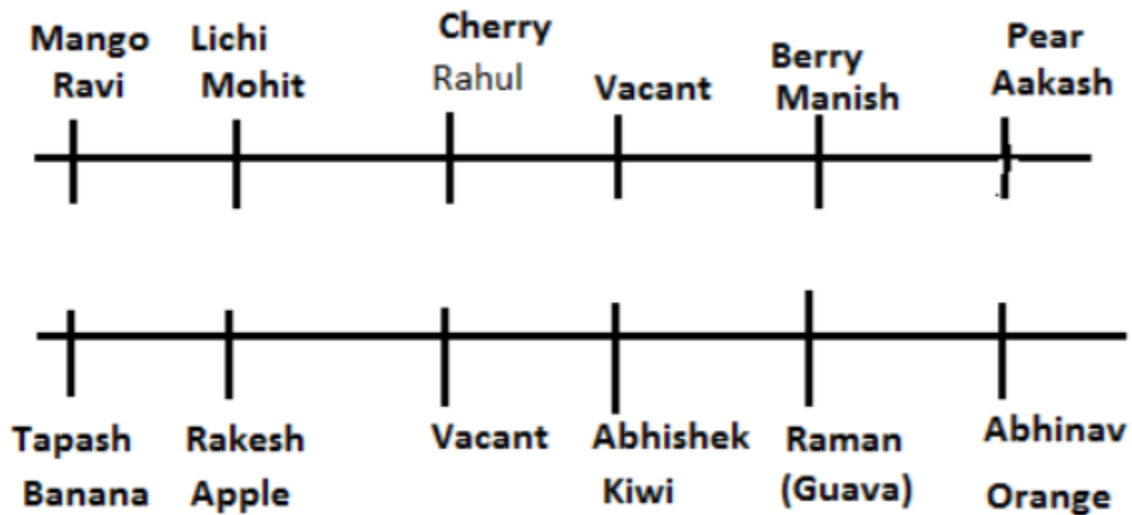 Mango Lichi Cherry Berry Pear
Ravi Mohit Rahul Vacant Manish Aakash
Tapash Rakesh Vacant Abhishek Raman Abhinav
Banana Apple Kiwi (Guava) Orange